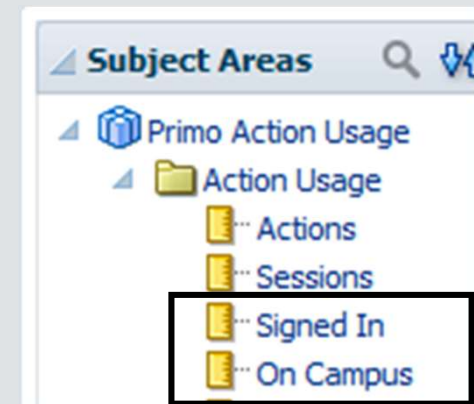 Subject Areas
Primo Action Usage
Action Usage
Actions
Sessions
Signed In
On Campus